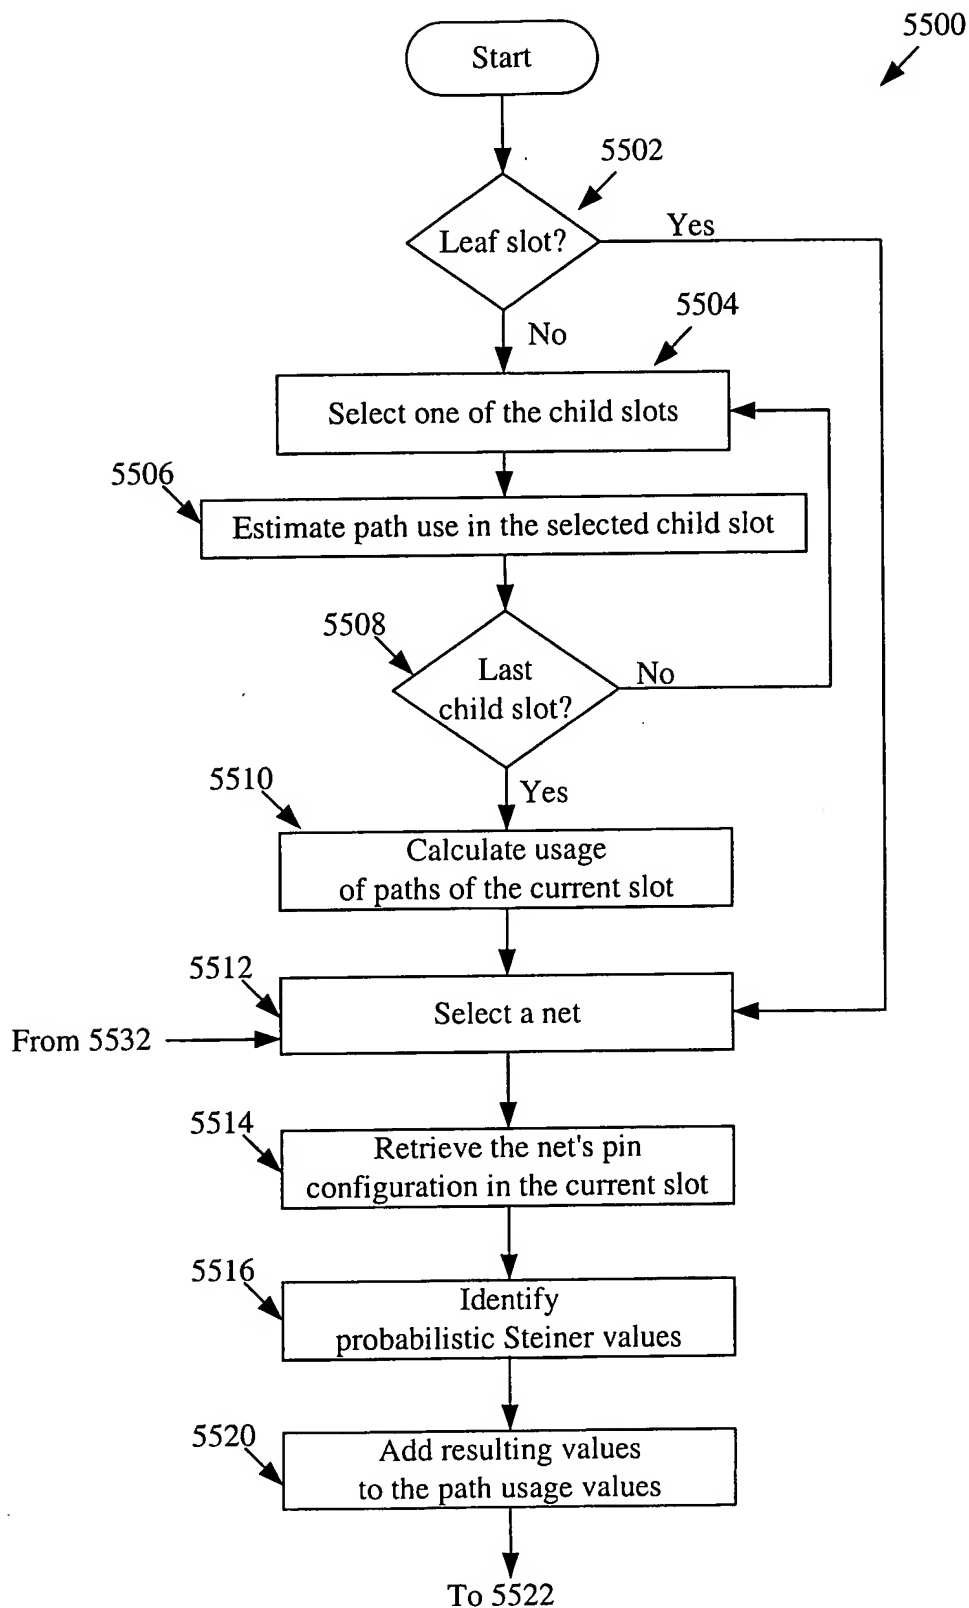 5500
Start
5502
Leaf slot?
Yes
No
5504
Select one of the child slots
5506
Estimate path use in the selected child slot
5508
Last
child slot?
No
Yes
5510
Calculate usage
of paths of the current slot
5512
Select a net
From 5532
5514
Retrieve the net's pin
configuration in the current slot
5516
Identify
probabilistic Steiner values
5520
Add resulting values
to the path usage values
To 5522